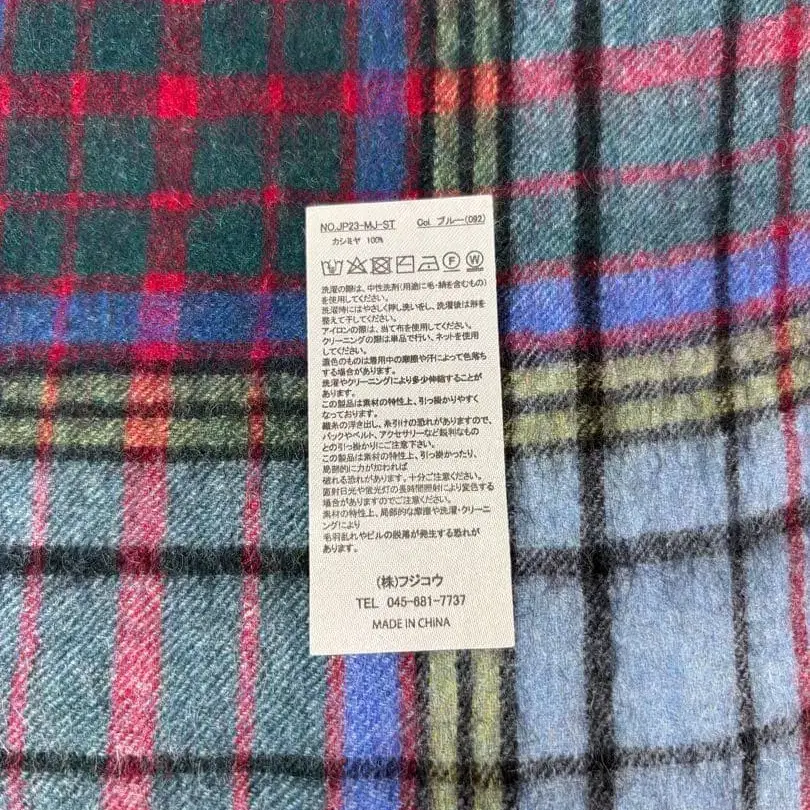 NO.JP23-MJ-ST Col. ブルー(092)
カシミヤ 100%
洗濯の際は、中性洗剤(用途に毛・絹を含むもの)
を使用してください。
洗濯時にはやさしく押し洗いをし、洗濯後は形を
整えて干してください。
アイロンの際は、当て布を使用してください。
クリーニングの際は単品で行い、ネットを使用
してください。
濃色のものは着用中の摩擦や汗によって色落ち
する場合があります。
洗濯やクリーニングにより多少伸縮することが
あります。
この製品は素材の特性上、引っ掛かりやすく
なっております。
織糸の浮き出し、糸引けの恐れがありますので、
バックやベルト、アクセサリーなど鋭利なもの
との引っ掛かりにご注意下さい。
この製品は素材の特性上、引っ掛かったり、
局部的に力が加われば
破れる恐れがあります。十分ご注意ください。
直射日光や蛍光灯の長時間照射により変色する
場合がありますのでご注意ください。
素材の特性上、局部的な摩擦や洗濯・クリーニ
ングにより
毛羽乱れやピルの脱落が発生する恐れが
あります。
(株)フジコウ
TEL 045-681-7737
MADE IN CHINA